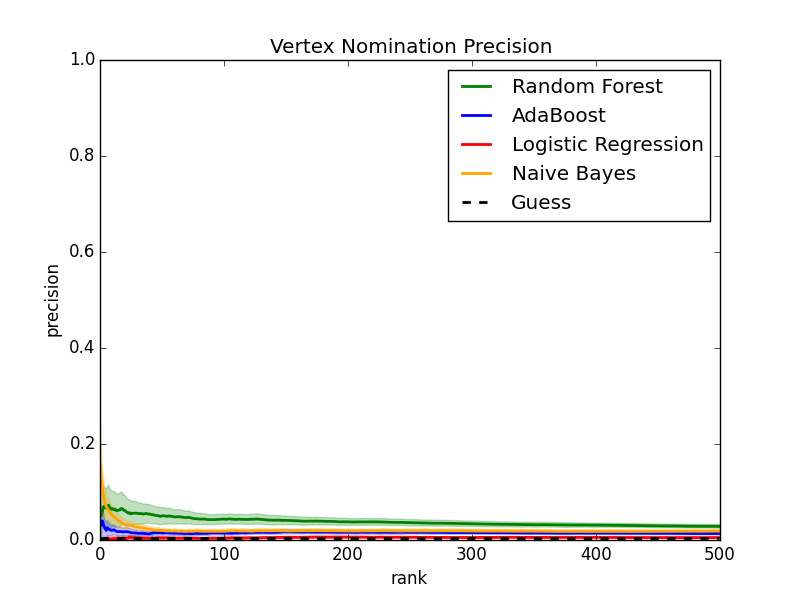 Vertex Nomination Precision
1.0
0.8
0.6
0.4
0.2
0.0
precision
Random Forest
AdaBoost
Logistic Regression
Naive Bayes
Guess
0 100 200 300 400 500
rank